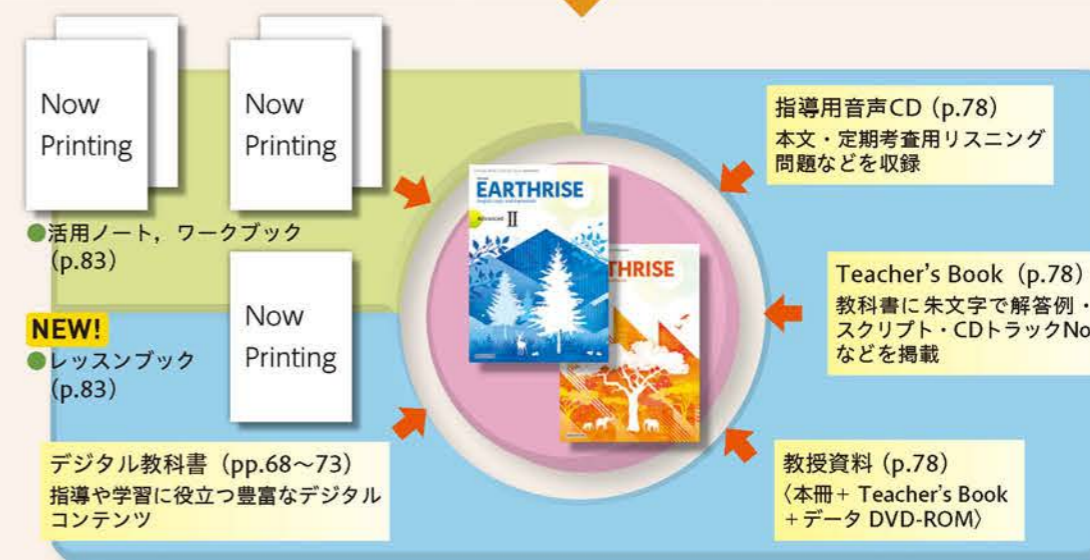 Now
Printing
Now
Printing
●活用ノート，ワークブック
(p.83)
NEW!
●レッスンブック
(p.83)
Now
Printing
デジタル教科書（pp.68〜73）
指導や学習に役立つ豊富なデジタル
コンテンツ
EARTHRISE
ADVANCED II
THRISE
指導用音声CD（p.78）
本文・定期考査用リスニング
問題などを収録
Teacher's Book（p.78）
教科書に朱文字で解答例・
スクリプト・CDトラックNo
などを掲載
教授資料（p.78）
〈本冊＋ Teacher's Book
＋データ DVD-ROM〉